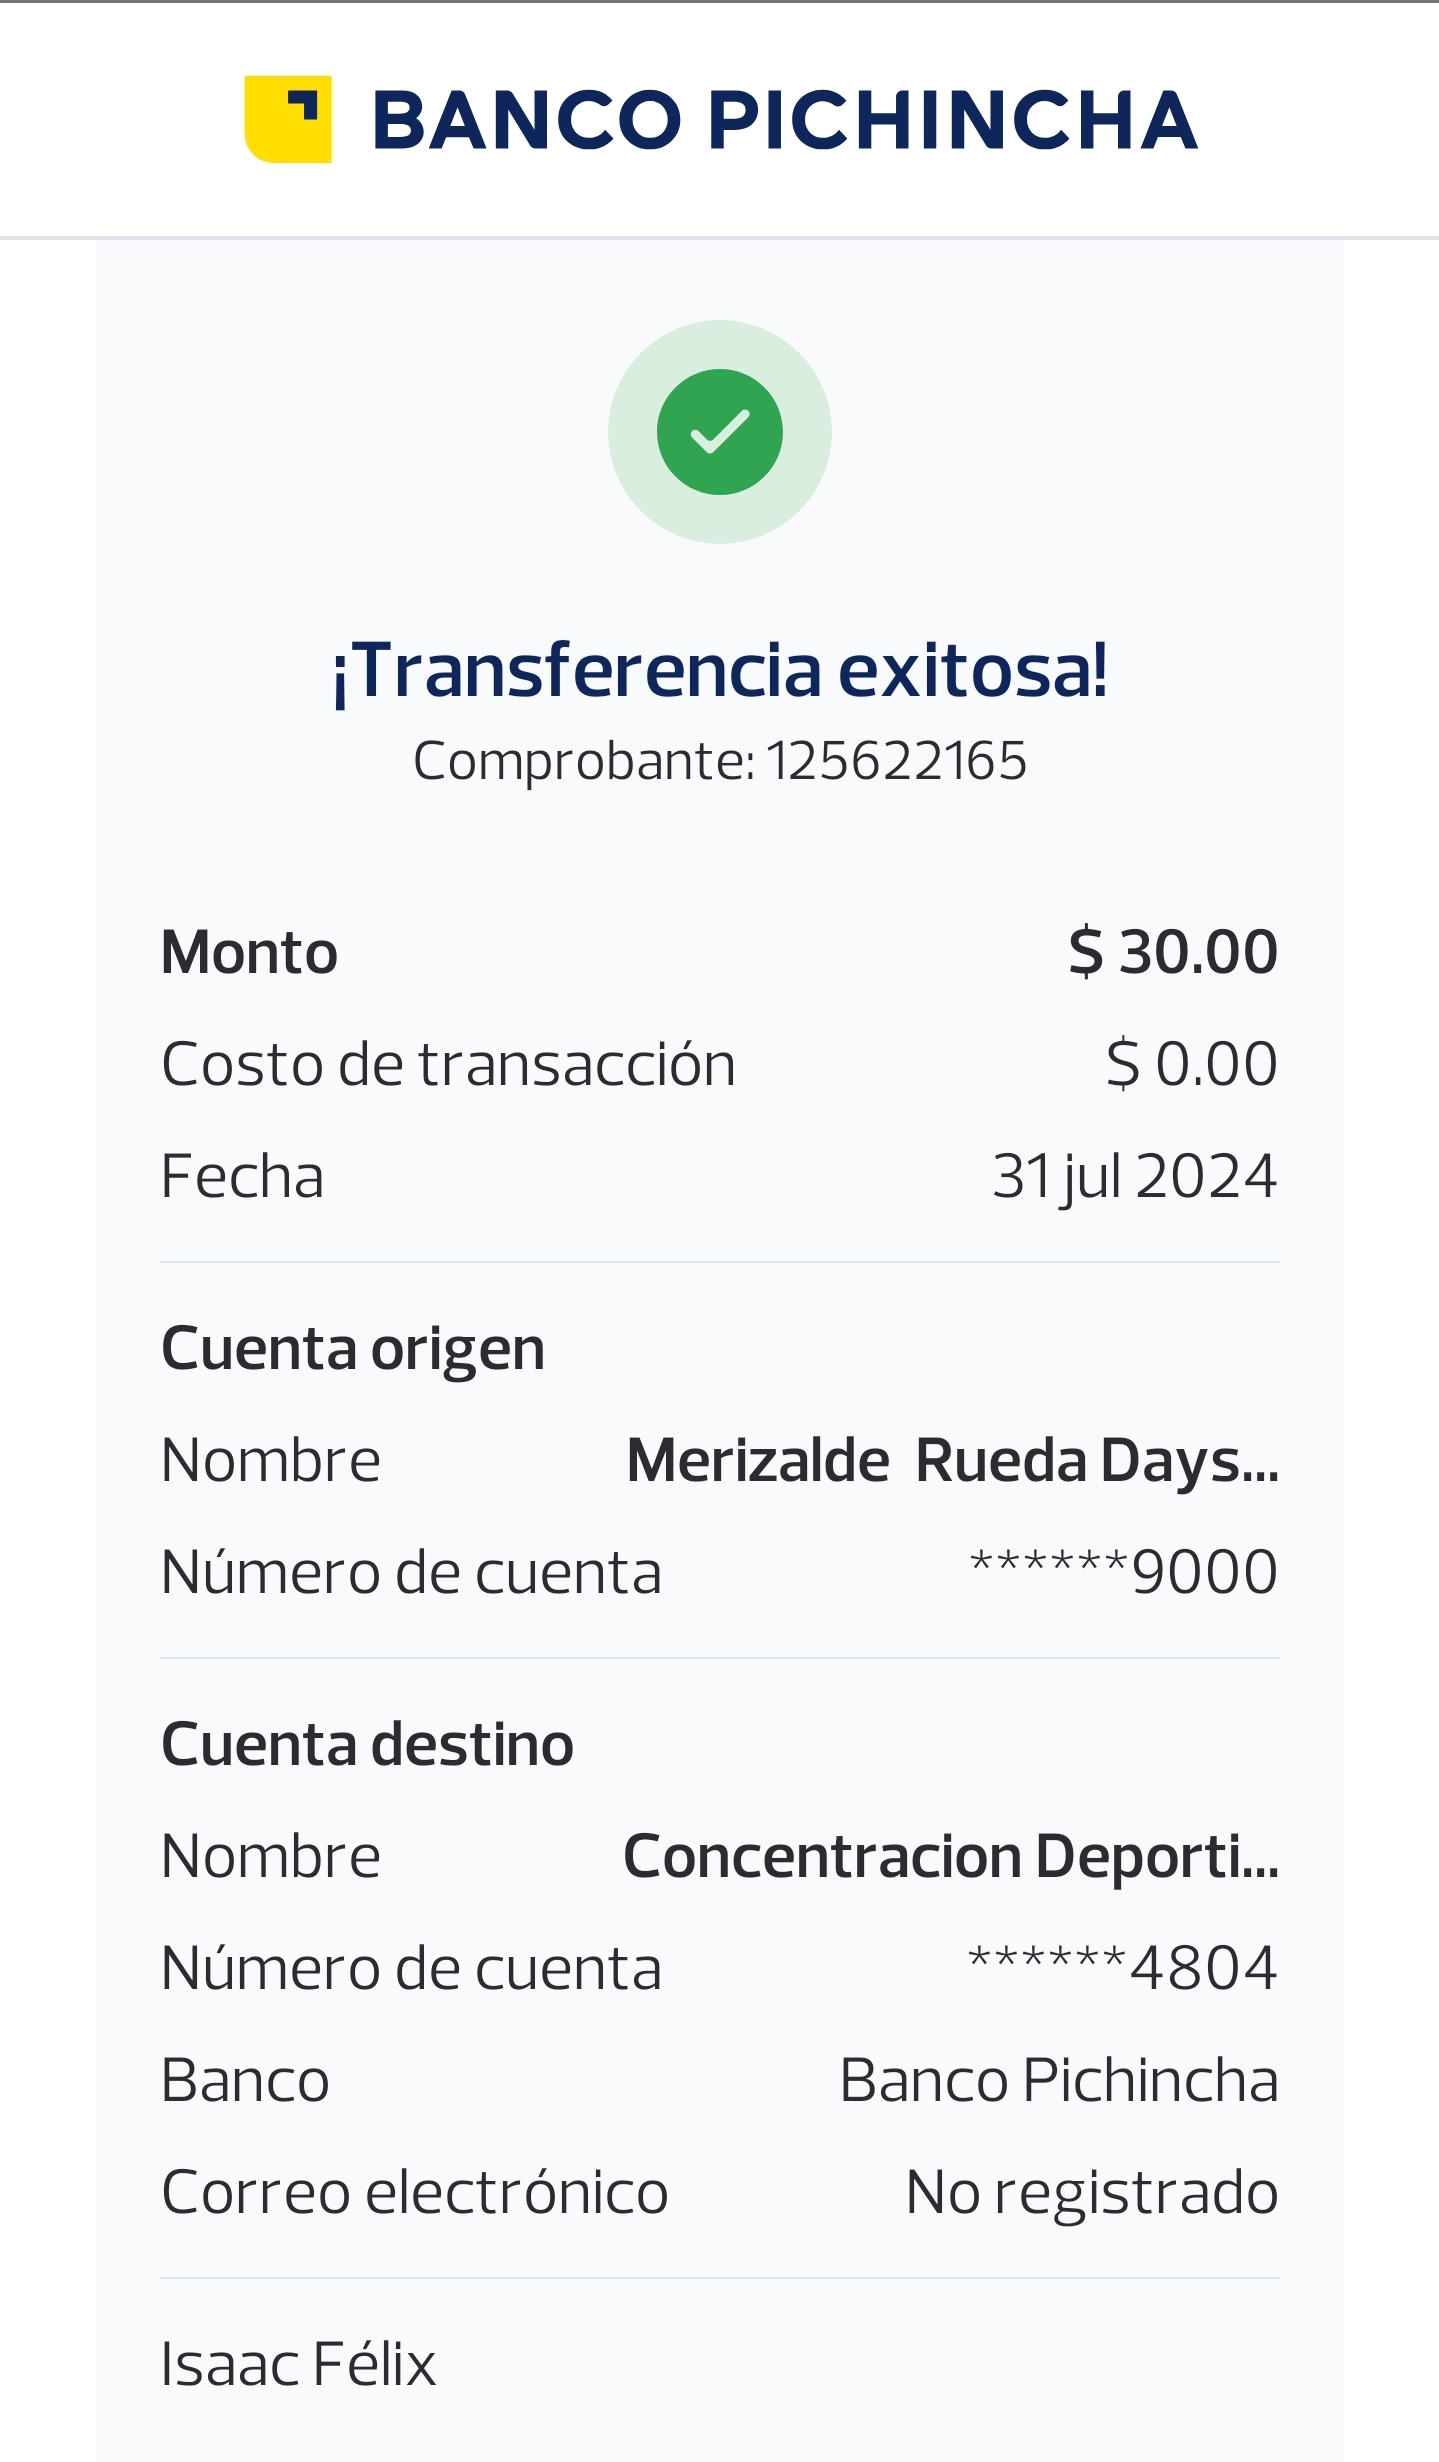 BANCO PICHINCHA
¡Transferencia exitosa!
Comprobante: 125622165
Monto $ 30.00
Costo de transacción $ 0.00
Fecha 31 jul 2024
Cuenta origen
Nombre Merizalde  Rueda Days...
Número de cuenta ******9000
Cuenta destino
Nombre Concentracion Deporti...
Número de cuenta ******4804
Banco Banco Pichincha
Correo electrónico No registrado
Isaac Félix